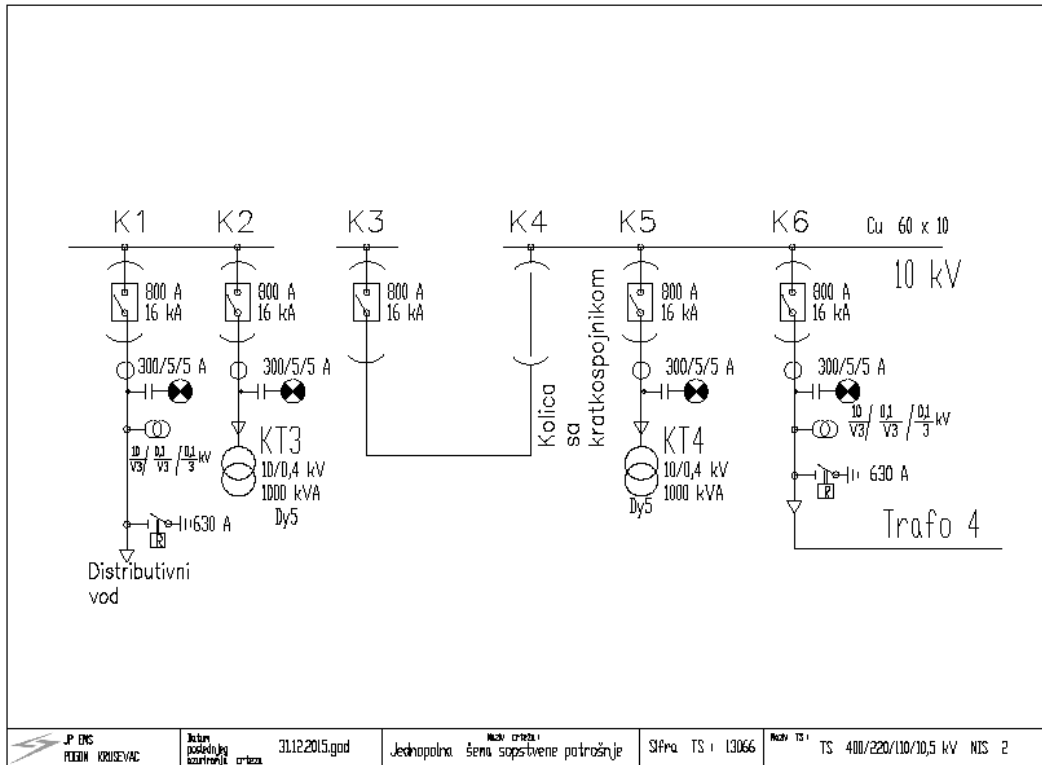 K1 K2 K3 K4 K5 K6 Cu 60 x 10
10 kV
800 A
16 kA
800 A
16 kA
800 A
16 kA
800 A
16 kA
800 A
16 kA
300/5/5 A
300/5/5 A
300/5/5 A
300/5/5 A
Kolica
sa
kratkospojnikom
10/V3 / 0,1/V3 / 0,1/3 kV
KT3
10/0,4 kV
1000 kVA
Dy5
KT4
10/0,4 kV
1000 kVA
Dy5
10/V3 / 0,1/V3 / 0,1/3 kV
R
630 A
R
630 A
Trafo 4
Distributivni
vod
JP EMS
POGON KRUSEVAC
Datum
poslednjeg
azuriranja crteza
31.12.2015.god
Naziv crteza:
Jednopolna šema sopstvene potrošnje
Sifra TS : 13066
Naziv TS :
TS 400/220/110/10,5 kV NIS 2